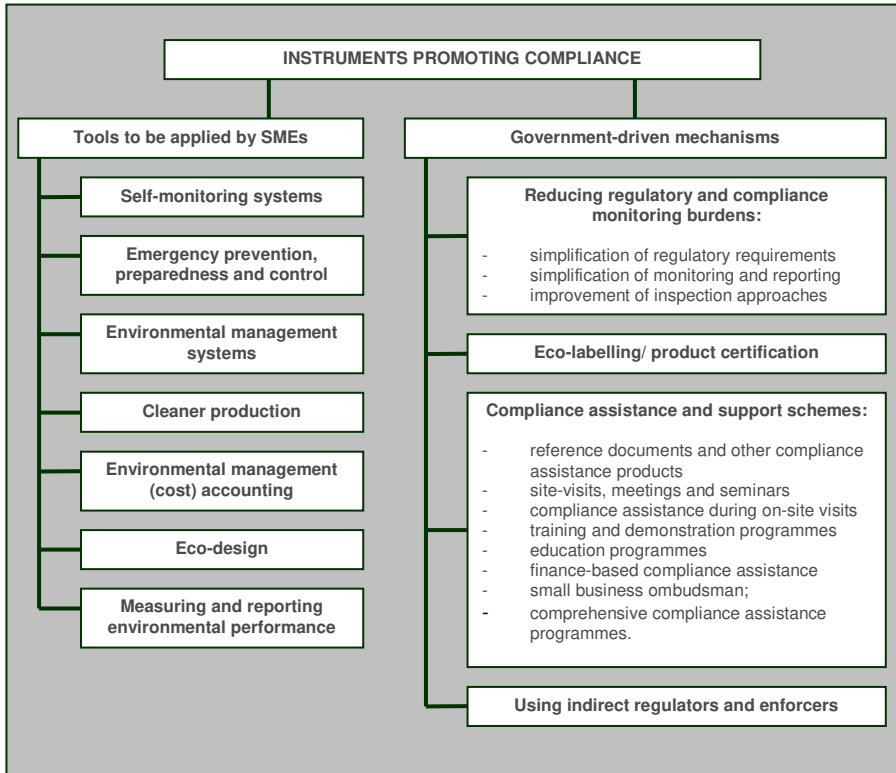 INSTRUMENTS PROMOTING COMPLIANCE
Tools to be applied by SMEs
Self-monitoring systems
Emergency prevention,
preparedness and control
Environmental management
systems
Cleaner production
Environmental management
(cost) accounting
Eco-design
Measuring and reporting
environmental performance
Government-driven mechanisms
Reducing regulatory and compliance
monitoring burdens:
- simplification of regulatory requirements
- simplification of monitoring and reporting
- improvement of inspection approaches
Eco-labelling/ product certification
Compliance assistance and support schemes:
- reference documents and other compliance
assistance products
- site-visits, meetings and seminars
- compliance assistance during on-site visits
- training and demonstration programmes
- education programmes
- finance-based compliance assistance
- small business ombudsman;
- comprehensive compliance assistance
programmes.
Using indirect regulators and enforcers